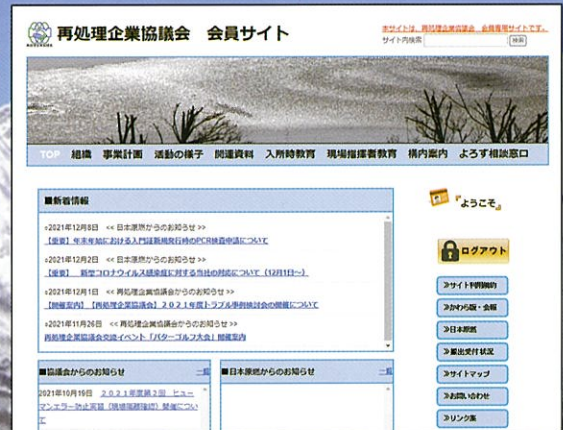 再処理企業協議会 会員サイト
本サイトは、再処理企業協議会 会員専用サイトです。
サイト内検索
検索
TOP 組織 事業計画 活動の様子 関連資料 入所時教育 現場指揮者教育 構内案内 よろず相談窓口
■新着情報
2021年12月8日 << 日本原燃からのお知らせ >>
【重要】年末年始における入門証新規発行時のPCR検査申請について
2021年12月2日 << 日本原燃からのお知らせ >>
【重要】 新型コロナウイルス感染症に対する当社の対応について（12月1日～）
2021年12月1日 << 再処理企業協議会からのお知らせ >>
【開催案内】【再処理企業協議会】２０２１年度トラブル事例検討会の開催について
2021年11月26日 << 再処理企業協議会からのお知らせ >>
再処理企業協議会交流イベント「パターゴルフ大会」開催案内
■協議会からのお知らせ 一覧
2021年10月19日 ２０２１年度第２回 ヒュー
マンエラー防止実習（現場指差確認）開催につい
て
■日本原燃からのお知らせ 一覧
『ようこそ』
ログアウト
≫サイト利用規約
≫かわら版・会報
≫日本原燃
≫搬出受付状況
≫サイトマップ
≫お問い合わせ
≫リンク集